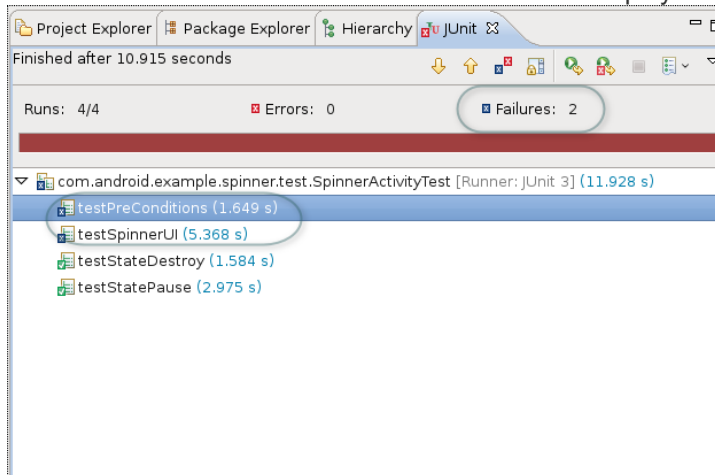 Project Explorer Package Explorer Hierarchy JUnit
Finished after 10.915 seconds
Runs: 4/4 Errors: 0 Failures: 2
com.android.example.spinner.test.SpinnerActivityTest [Runner: JUnit 3] (11.928 s)
testPreConditions (1.649 s)
testSpinnerUI (5.368 s)
testStateDestroy (1.584 s)
testStatePause (2.975 s)